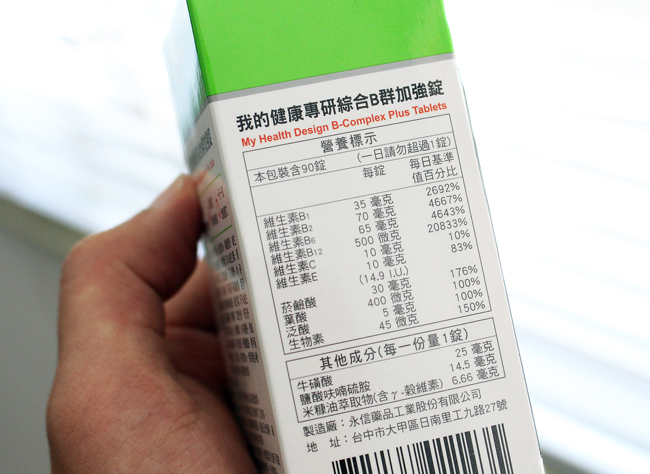 我的健康專研綜合B群加強錠
My Health Design B-Complex Plus Tablets
營養標示
本包裝含90錠 (一日請勿超過1錠)
每錠 每日基準值百分比
維生素B1 35 毫克 2692%
維生素B2 70 毫克 4667%
維生素B6 65 毫克 4643%
維生素B12 500 微克 20833%
維生素C 10 毫克 10%
維生素E 10 毫克 83%
(14.9 I.U.)
菸鹼酸 30 毫克 176%
葉酸 400 微克 100%
泛酸 5 毫克 100%
生物素 45 微克 150%
其他成分(每一份量1錠)
牛磺酸 25 毫克
鹽酸呋喃硫胺 14.5 毫克
米糠油萃取物(含γ-穀維素) 6.66 毫克
製造廠：永信藥品工業股份有限公司
地 址：台中市大甲區日南里工九路27號